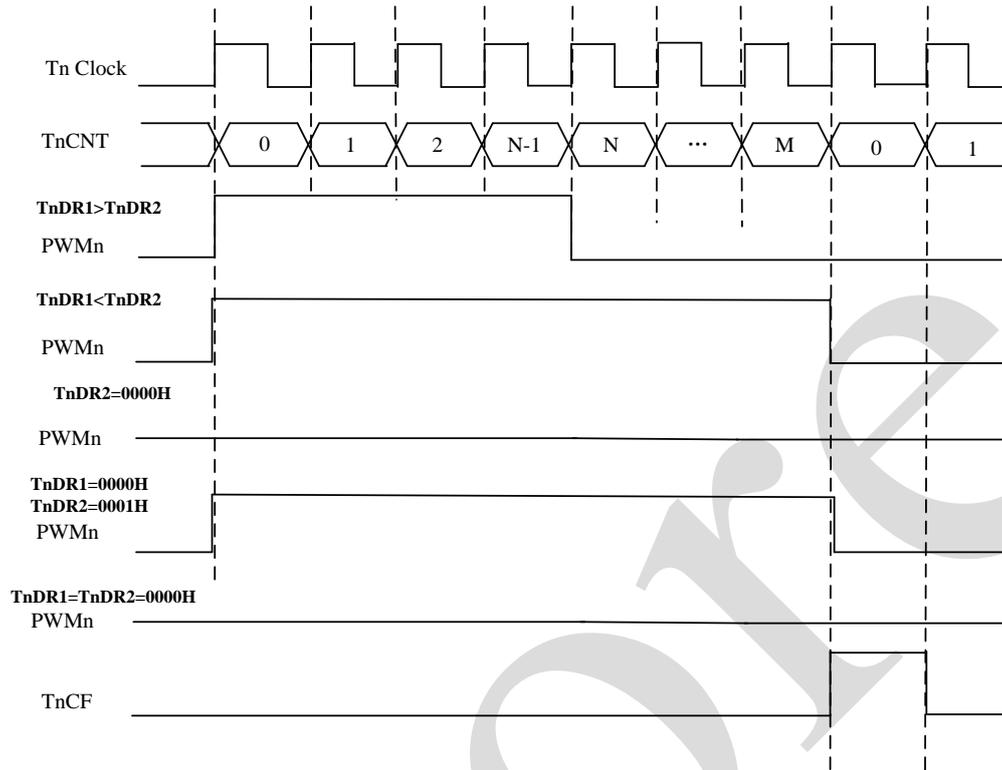 Tn Clock
TnCNT
0 1 2 N-1 N ... M 0 1
TnDR1>TnDR2
PWMn
TnDR1<TnDR2
PWMn
TnDR2=0000H
PWMn
TnDR1=0000H
TnDR2=0001H
PWMn
TnDR1=TnDR2=0000H
PWMn
TnCF
ore